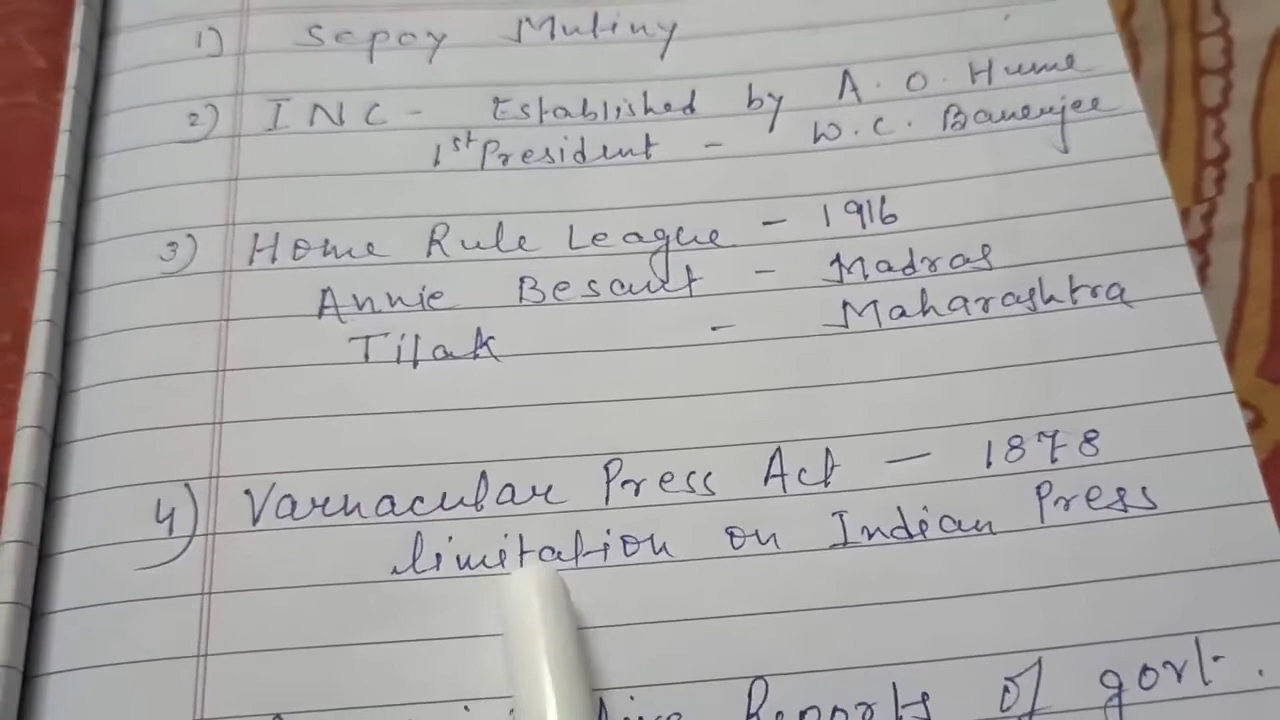 1) Sepoy Mutiny
2) INC - Established by A. O. Hume
1st President - W. C. Banerjee
3) Home Rule League - 1916
Annie Besant - Madras
Tilak - Maharashtra
4) Varnacular Press Act - 1878
limitation on Indian Press
Reports of govt.